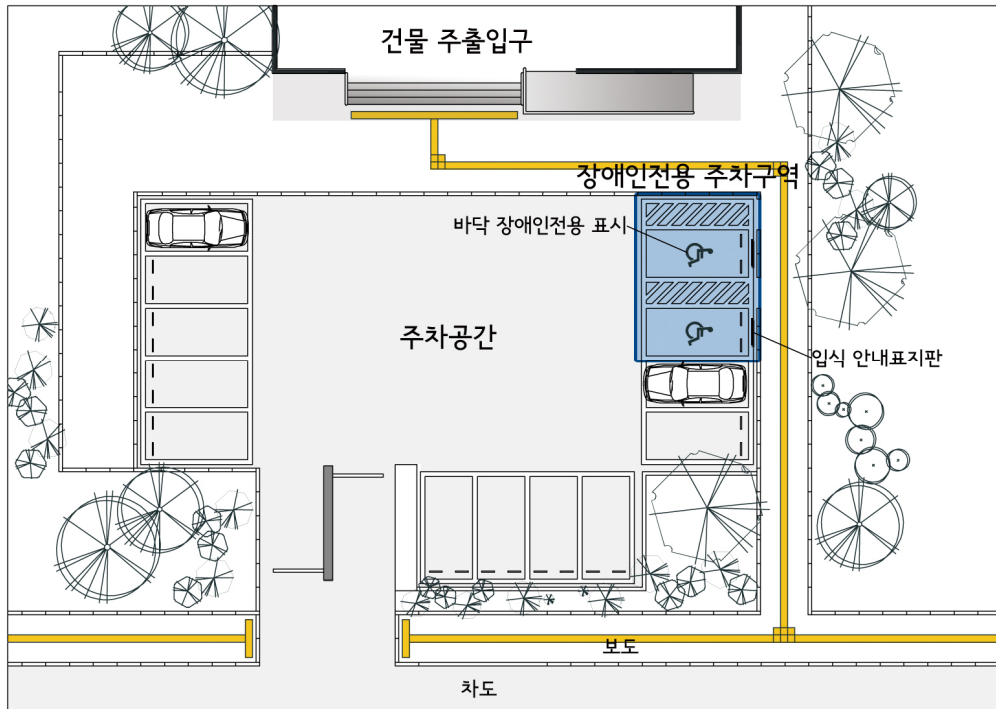 건물 주출입구
장애인전용 주차구역
바닥 장애인전용 표시
주차공간
입식 안내표지판
보도
차도